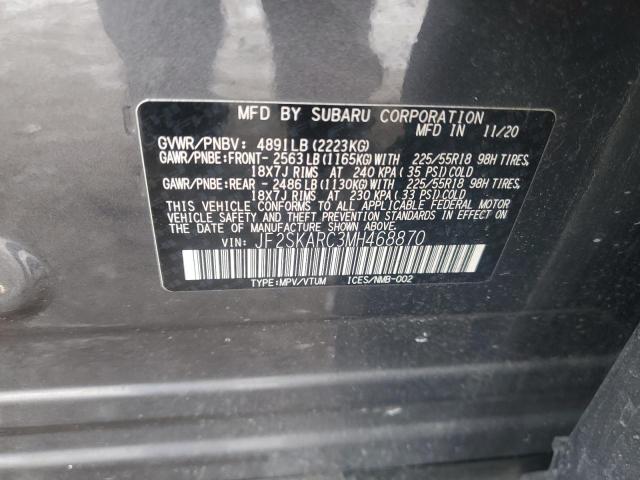 MFD BY SUBARU CORPORATION
MFD IN 11/20
GVWR/PNBV: 4891LB (2223KG)
GAWR/PNBE:FRONT- 2563LB(1165KG)WITH 225/55R18 98H TIRES,
18X7J RIMS AT 240 KPA (35 PSI)COLD
GAWR/PNBE:REAR - 2486LB(1130KG)WITH 225/55R18 98H TIRES,
18X7J RIMS AT 230 KPA (33 PSI)COLD
THIS VEHICLE CONFORMS TO ALL APPLICABLE FEDERAL MOTOR
VEHICLE SAFETY AND THEFT PREVENTION STANDARDS IN EFFECT ON
THE DATE OF MANUFACTURE SHOWN ABOVE.
VIN: JF2SKARC3MH468870
TYPE:MPV/VTUM ICES/NMB-002